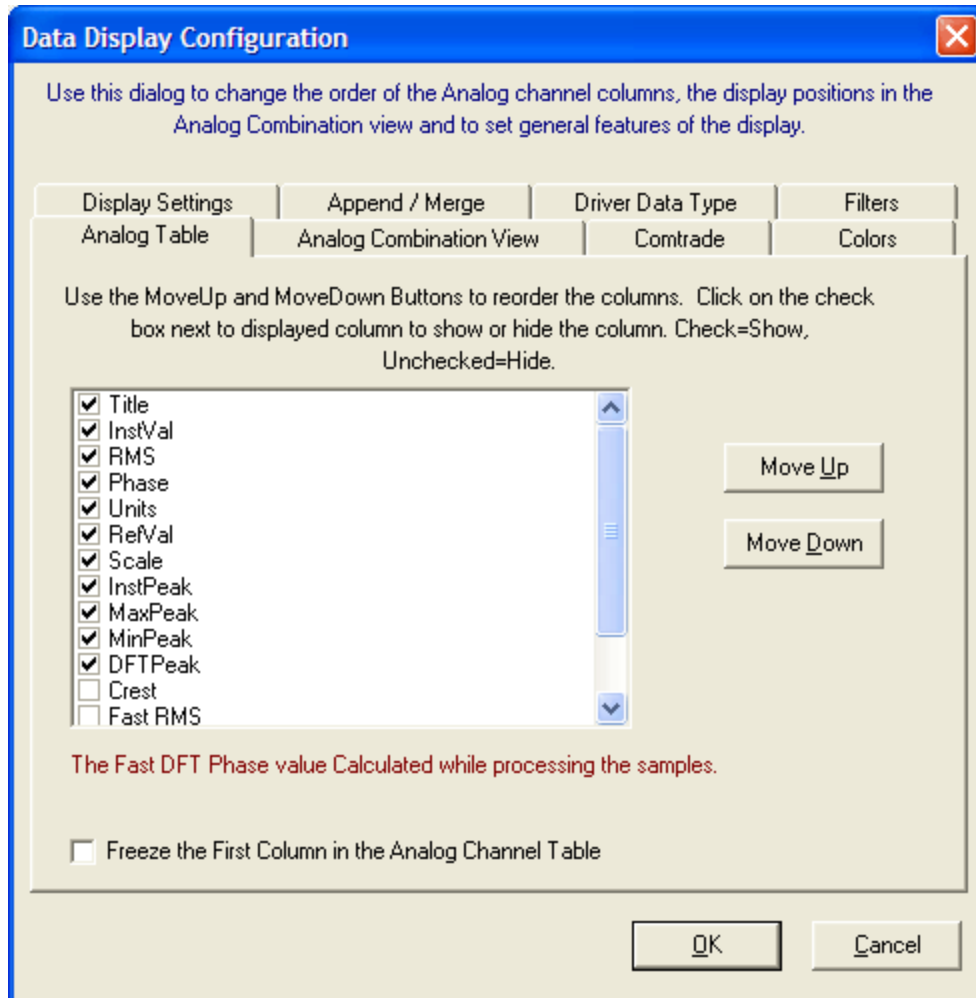 Data Display Configuration
Use this dialog to change the order of the Analog channel columns, the display positions in the
Analog Combination view and to set general features of the display.
Display Settings Append / Merge Driver Data Type Filters
Analog Table Analog Combination View Comtrade Colors
Use the MoveUp and MoveDown Buttons to reorder the columns. Click on the check
box next to displayed column to show or hide the column. Check=Show,
Unchecked=Hide.
Title
InstVal
RMS
Phase
Units
RefVal
Scale
InstPeak
MaxPeak
MinPeak
DFTPeak
Crest
Fast RMS
Move Up
Move Down
The Fast DFT Phase value Calculated while processing the samples.
Freeze the First Column in the Analog Channel Table
OK Cancel